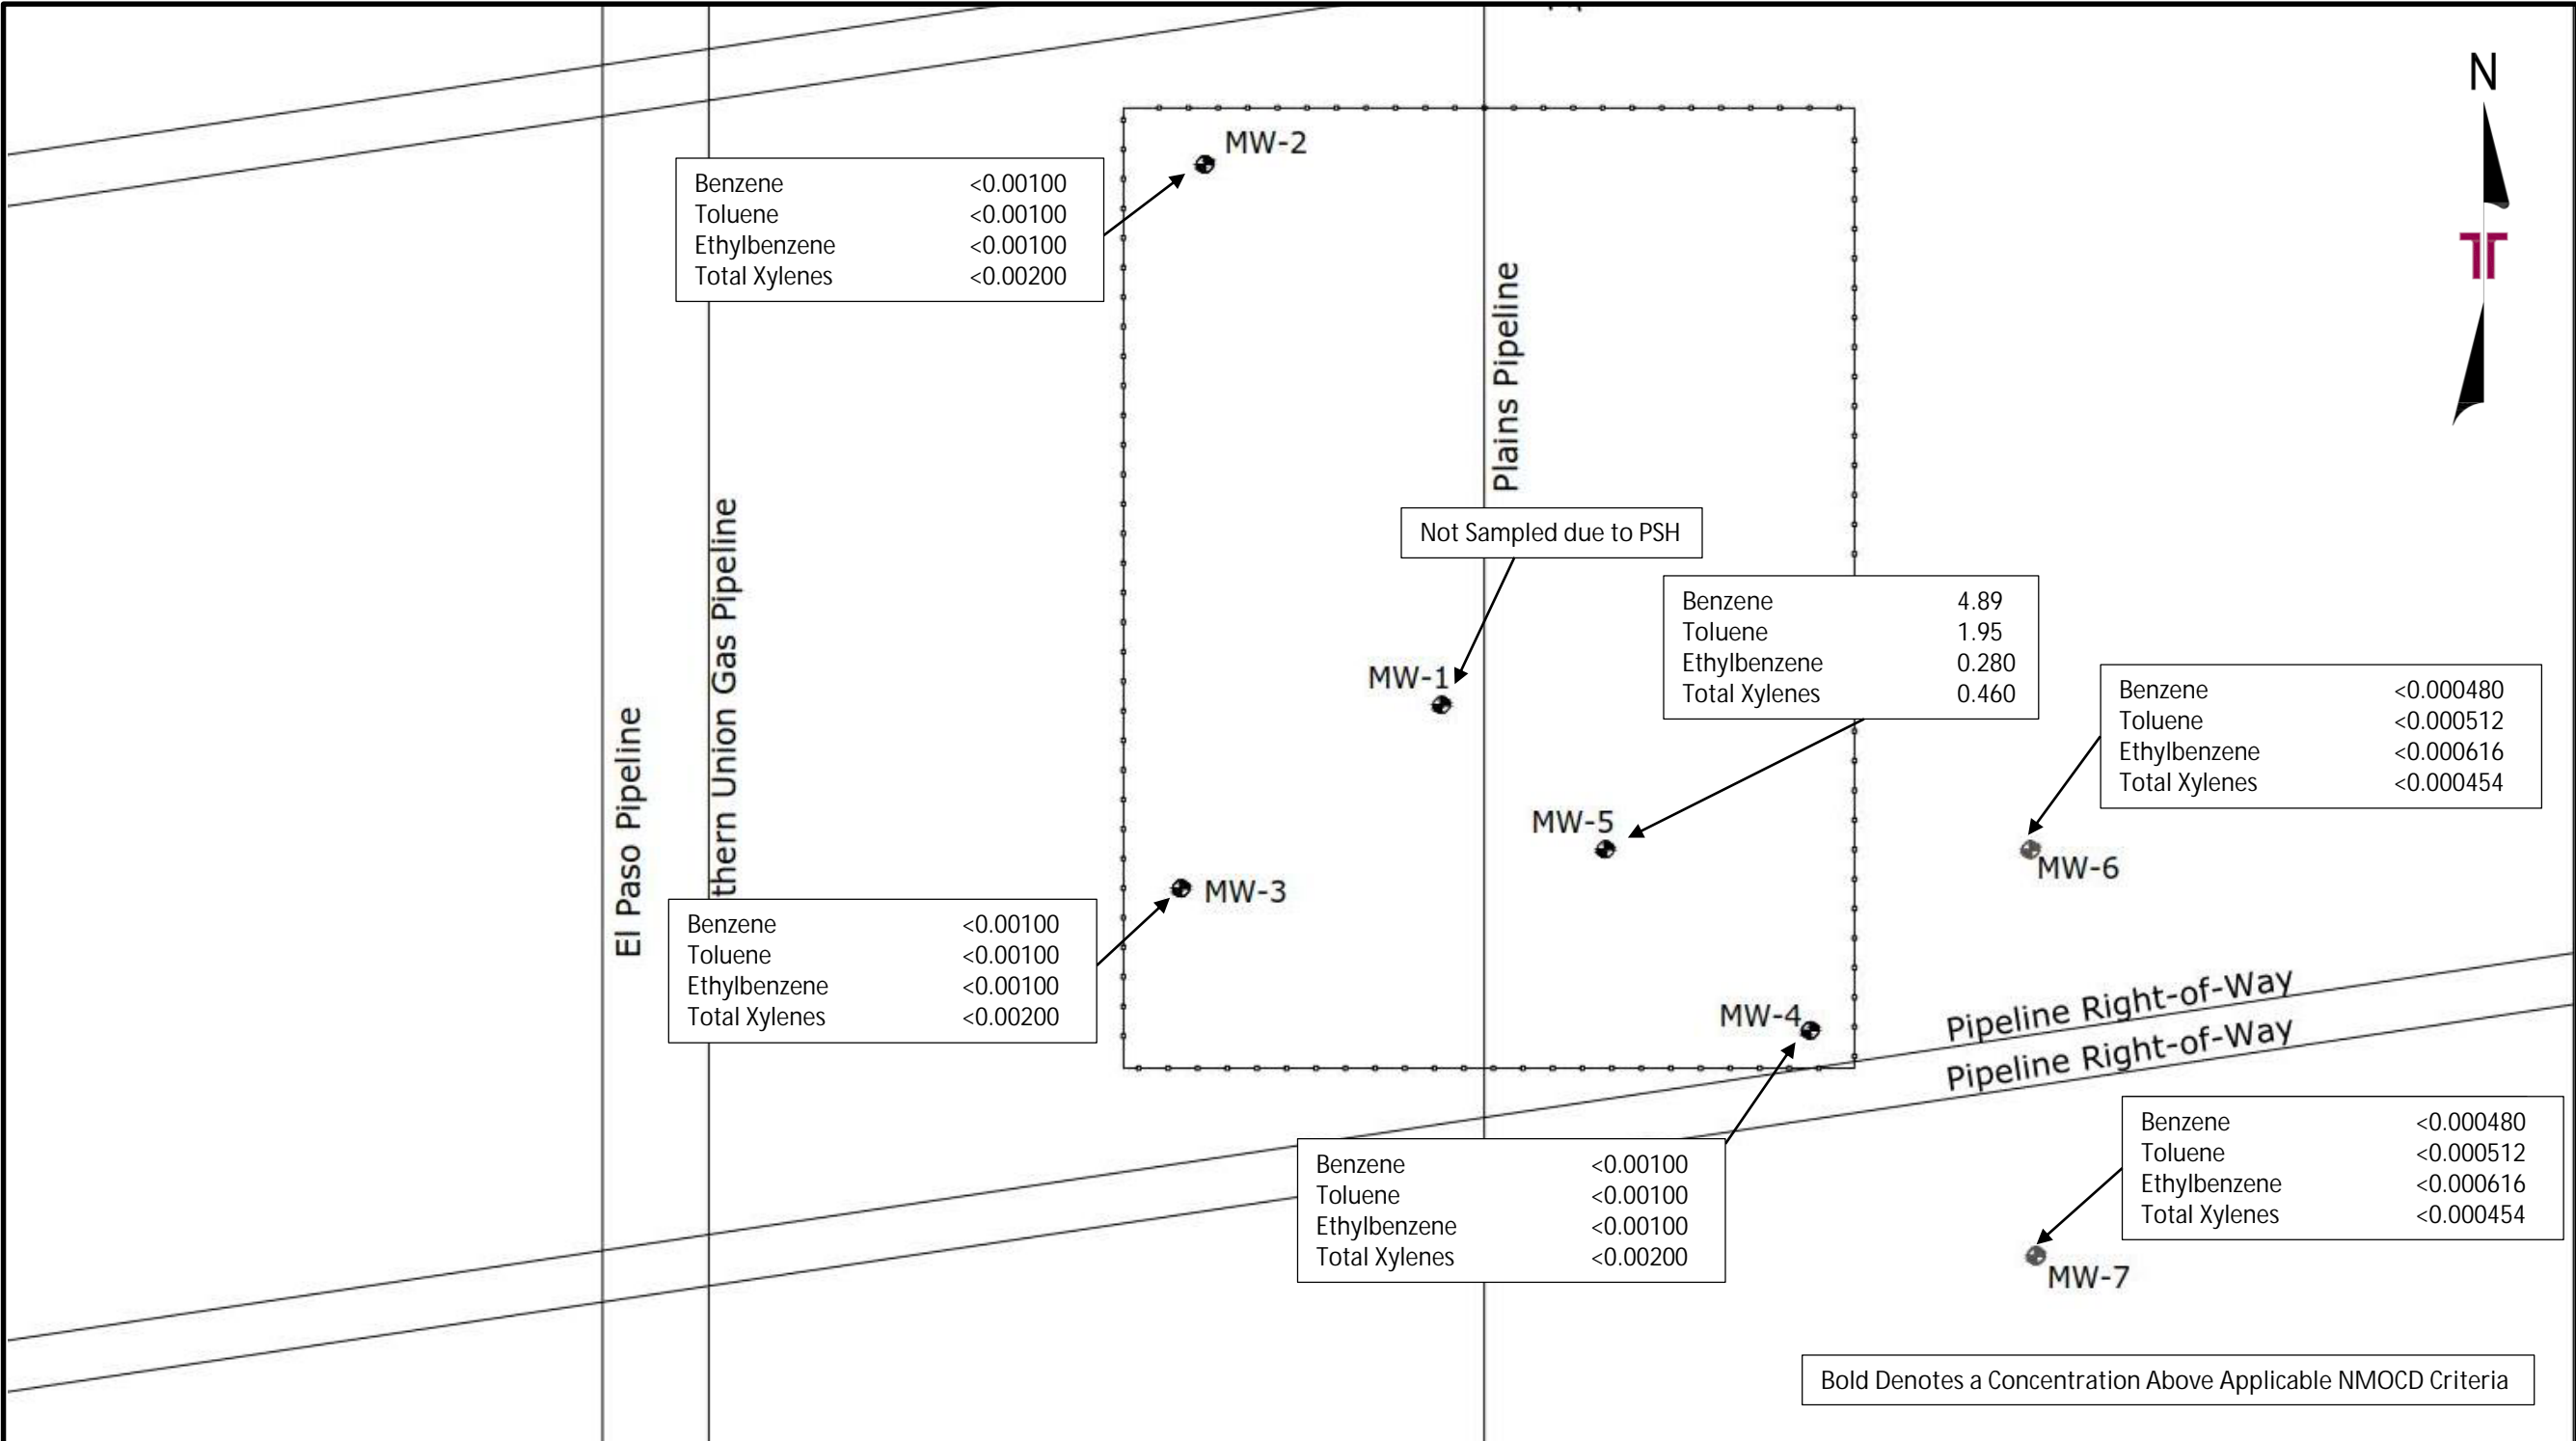 N
MW-2
Benzene <0.00100
Toluene <0.00100
Ethylbenzene <0.00100
Total Xylenes <0.00200
Plains Pipeline
thern Union Gas Pipeline
El Paso Pipeline
Not Sampled due to PSH
MW-1
Benzene 4.89
Toluene 1.95
Ethylbenzene 0.280
Total Xylenes 0.460
MW-5
Benzene <0.000480
Toluene <0.000512
Ethylbenzene <0.000616
Total Xylenes <0.000454
MW-6
MW-3
Benzene <0.00100
Toluene <0.00100
Ethylbenzene <0.00100
Total Xylenes <0.00200
MW-4
Pipeline Right-of-Way
Pipeline Right-of-Way
Benzene <0.00100
Toluene <0.00100
Ethylbenzene <0.00100
Total Xylenes <0.00200
Benzene <0.000480
Toluene <0.000512
Ethylbenzene <0.000616
Total Xylenes <0.000454
MW-7
Bold Denotes a Concentration Above Applicable NMOCD Criteria